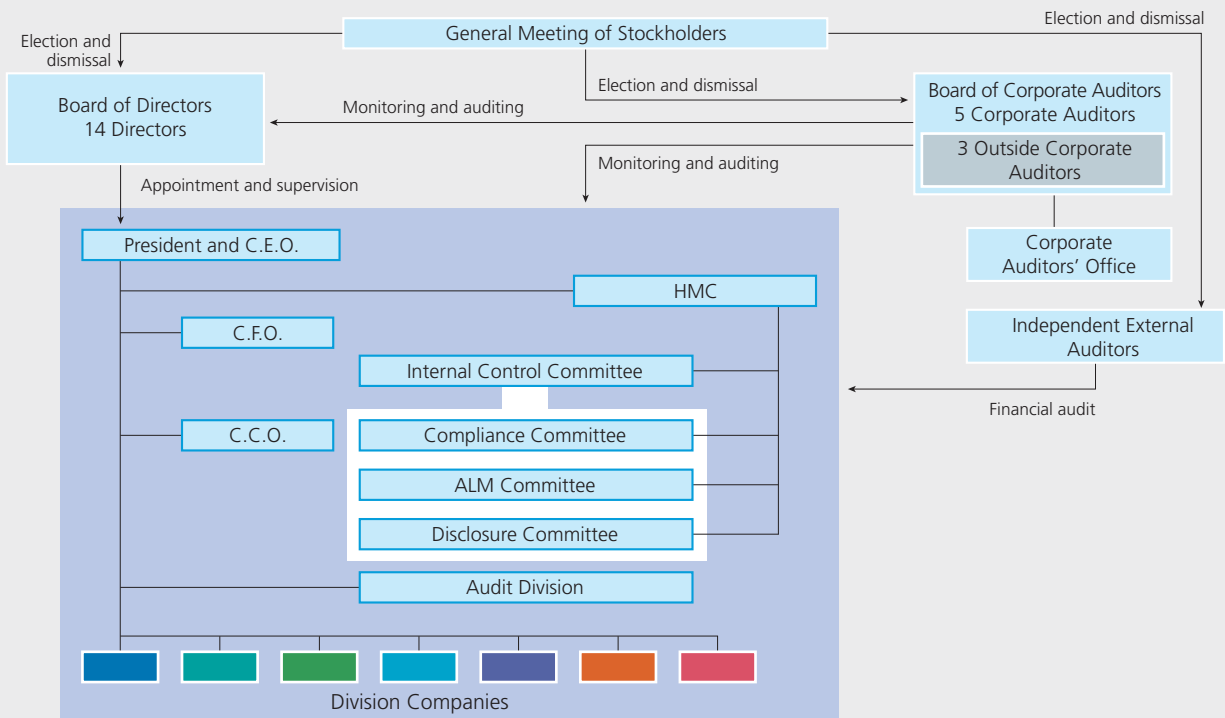 Election and dismissal
General Meeting of Stockholders
Election and
dismissal
Election and dismissal
Board of Directors
14 Directors
Monitoring and auditing
Board of Corporate Auditors
5 Corporate Auditors
3 Outside Corporate
Auditors
Monitoring and auditing
Appointment and supervision
President and C.E.O.
Corporate
Auditors’ Office
HMC
C.F.O.
Independent External
Auditors
Internal Control Committee
Financial audit
C.C.O.
Compliance Committee
ALM Committee
Disclosure Committee
Audit Division
Division Companies